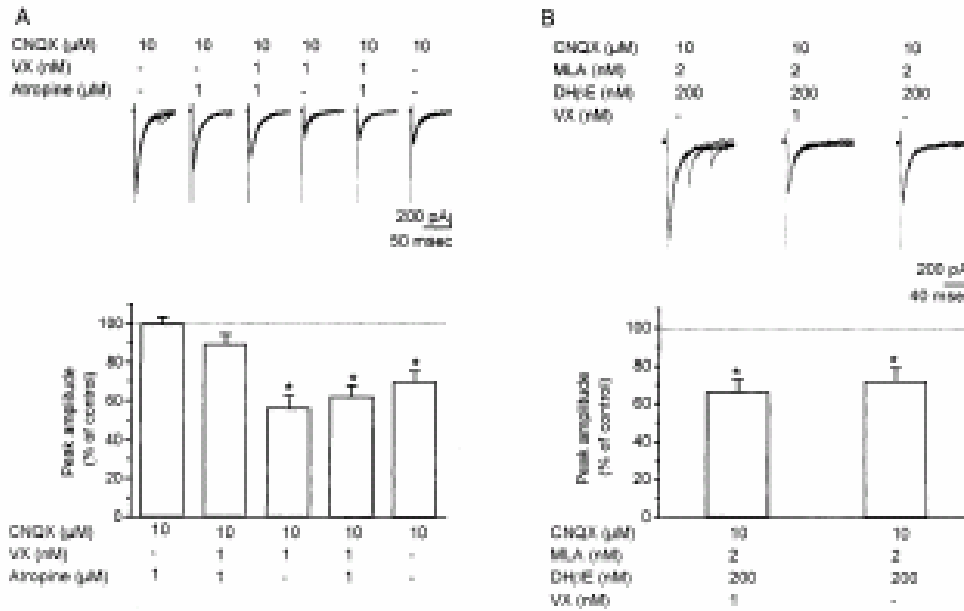 A
CNQX (μM) 10 10 10 10 10 10
VX (nM) - - 1 1 1 -
Atropine (μM) - 1 1 - 1 -
200 pA
50 msec
Peak amplitude
(% of control)
100
80
60
40
20
0
* * *
CNQX (μM) 10 10 10 10 10
VX (nM) - 1 1 1 -
Atropine (μM) 1 1 - 1 -
B
CNQX (μM) 10 10 10
MLA (nM) 2 2 2
DHβE (nM) 200 200 200
VX (nM) - 1 -
200 pA
40 msec
Peak amplitude
(% of control)
100
80
60
40
20
0
* *
CNQX (μM) 10 10
MLA (nM) 2 2
DHβE (nM) 200 200
VX (nM) 1 -